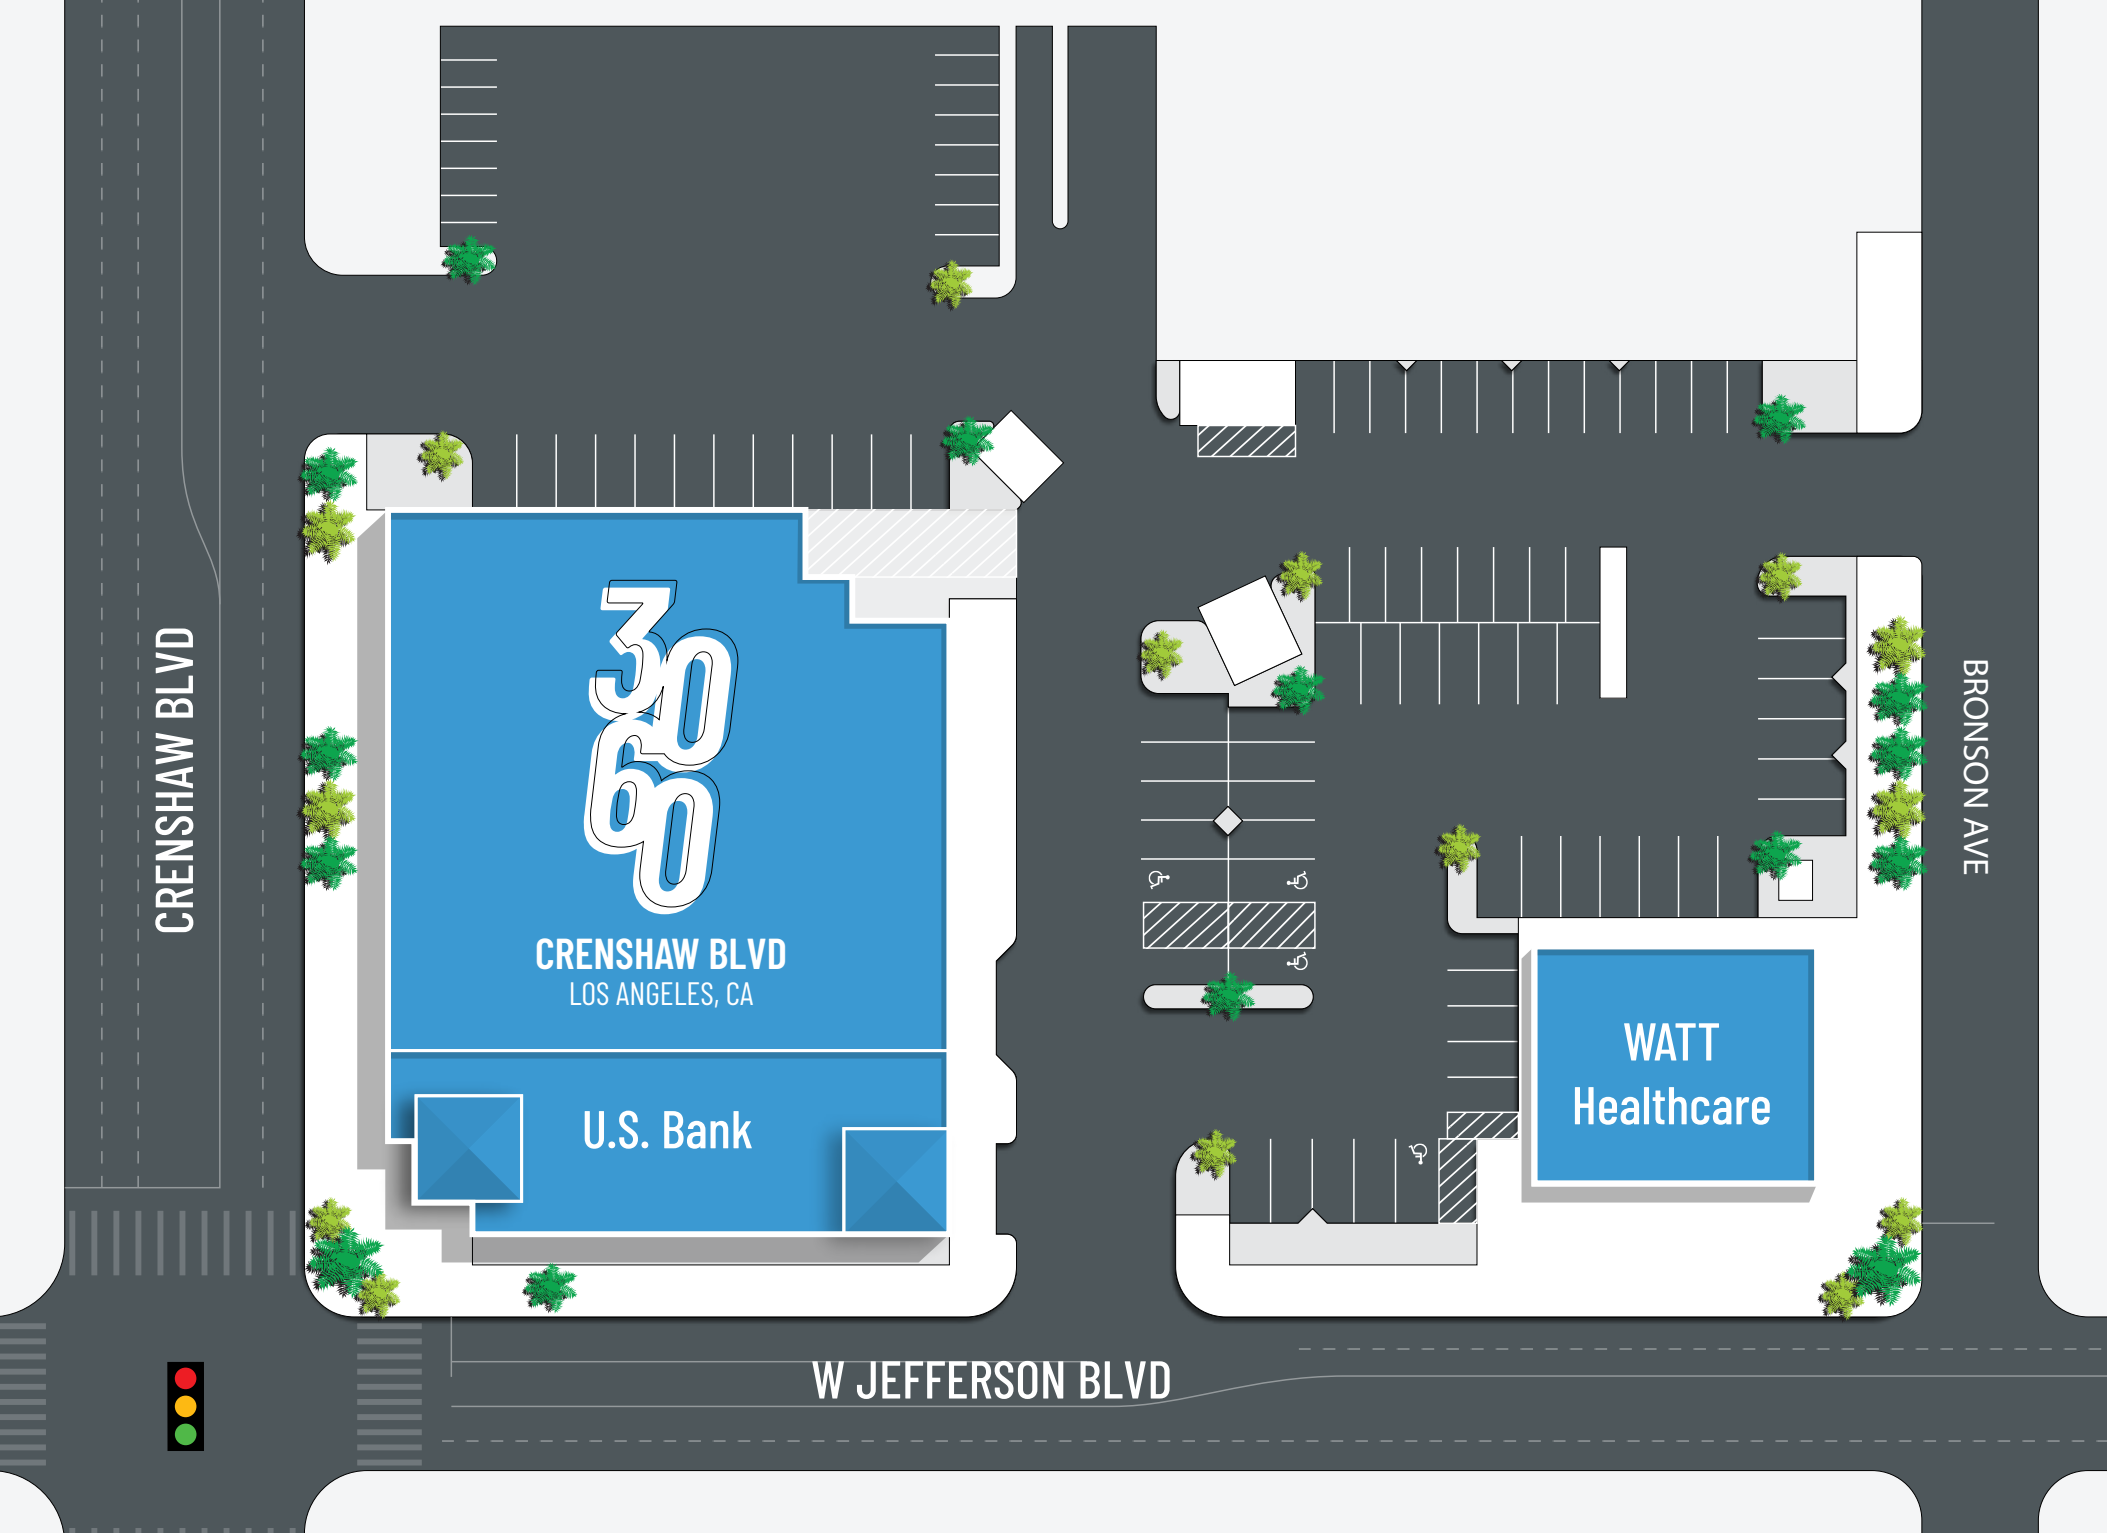 CRENSHAW BLVD
3060
CRENSHAW BLVD
LOS ANGELES, CA
U.S. Bank
WATT
Healthcare
BRONSON AVE
W JEFFERSON BLVD